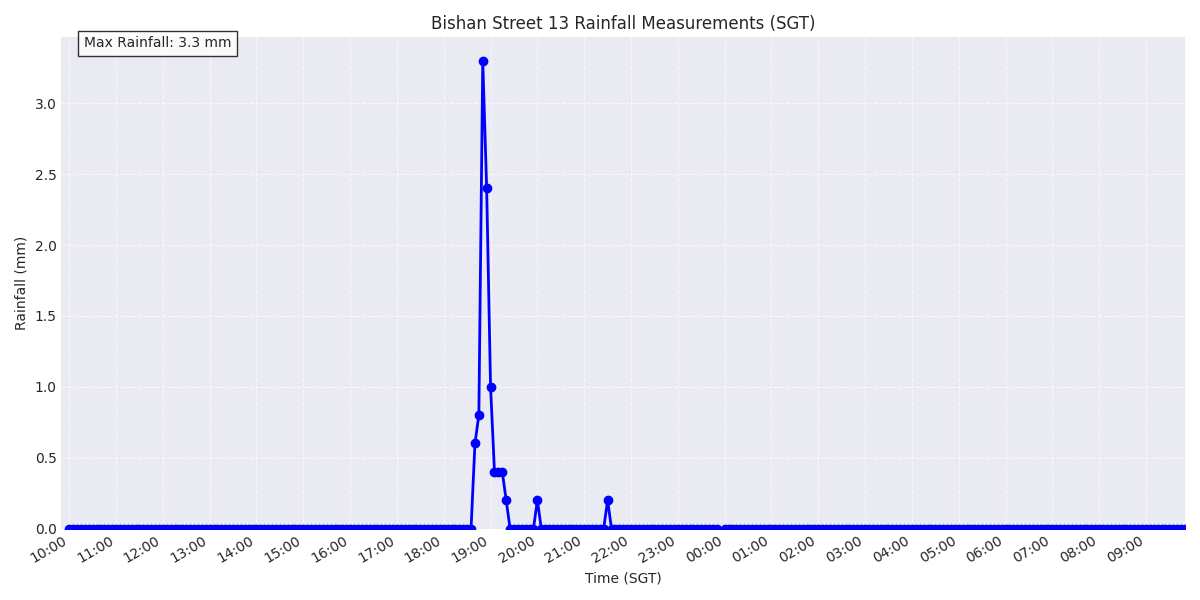 Bishan Street 13 Rainfall Measurements (SGT)
Max Rainfall: 3.3 mm
3.0
2.5
2.0
1.5
1.0
0.5
0.0
Rainfall (mm)
10:00 11:00 12:00 13:00 14:00 15:00 16:00 17:00 18:00 19:00 20:00 21:00 22:00 23:00 00:00 01:00 02:00 03:00 04:00 05:00 06:00 07:00 08:00 09:00
Time (SGT)